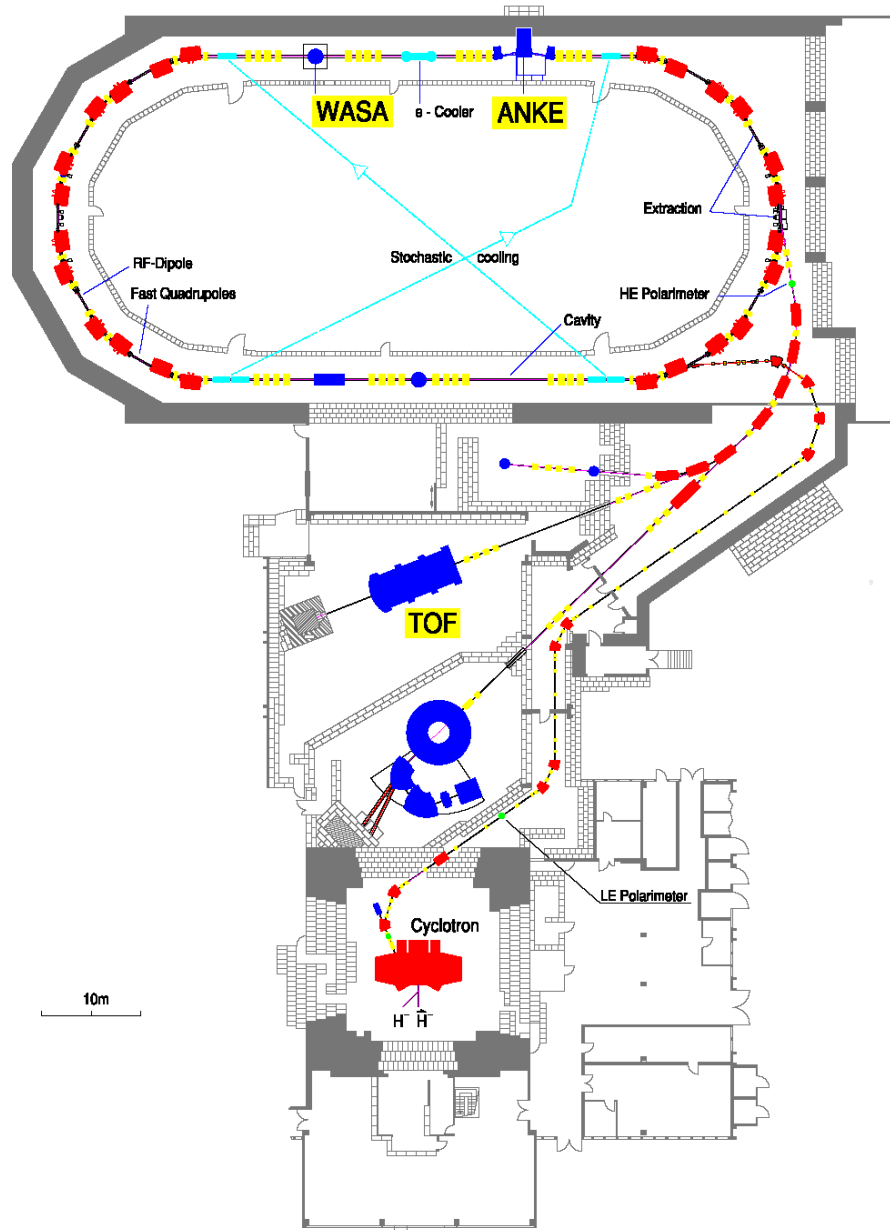 WASA
e - Cooler
ANKE
Extraction
Stochastic cooling
RF-Dipole
Fast Quadrupoles
HE Polarimeter
Cavity
TOF
LE Polarimeter
Cyclotron
10m
H⁻ H⁻